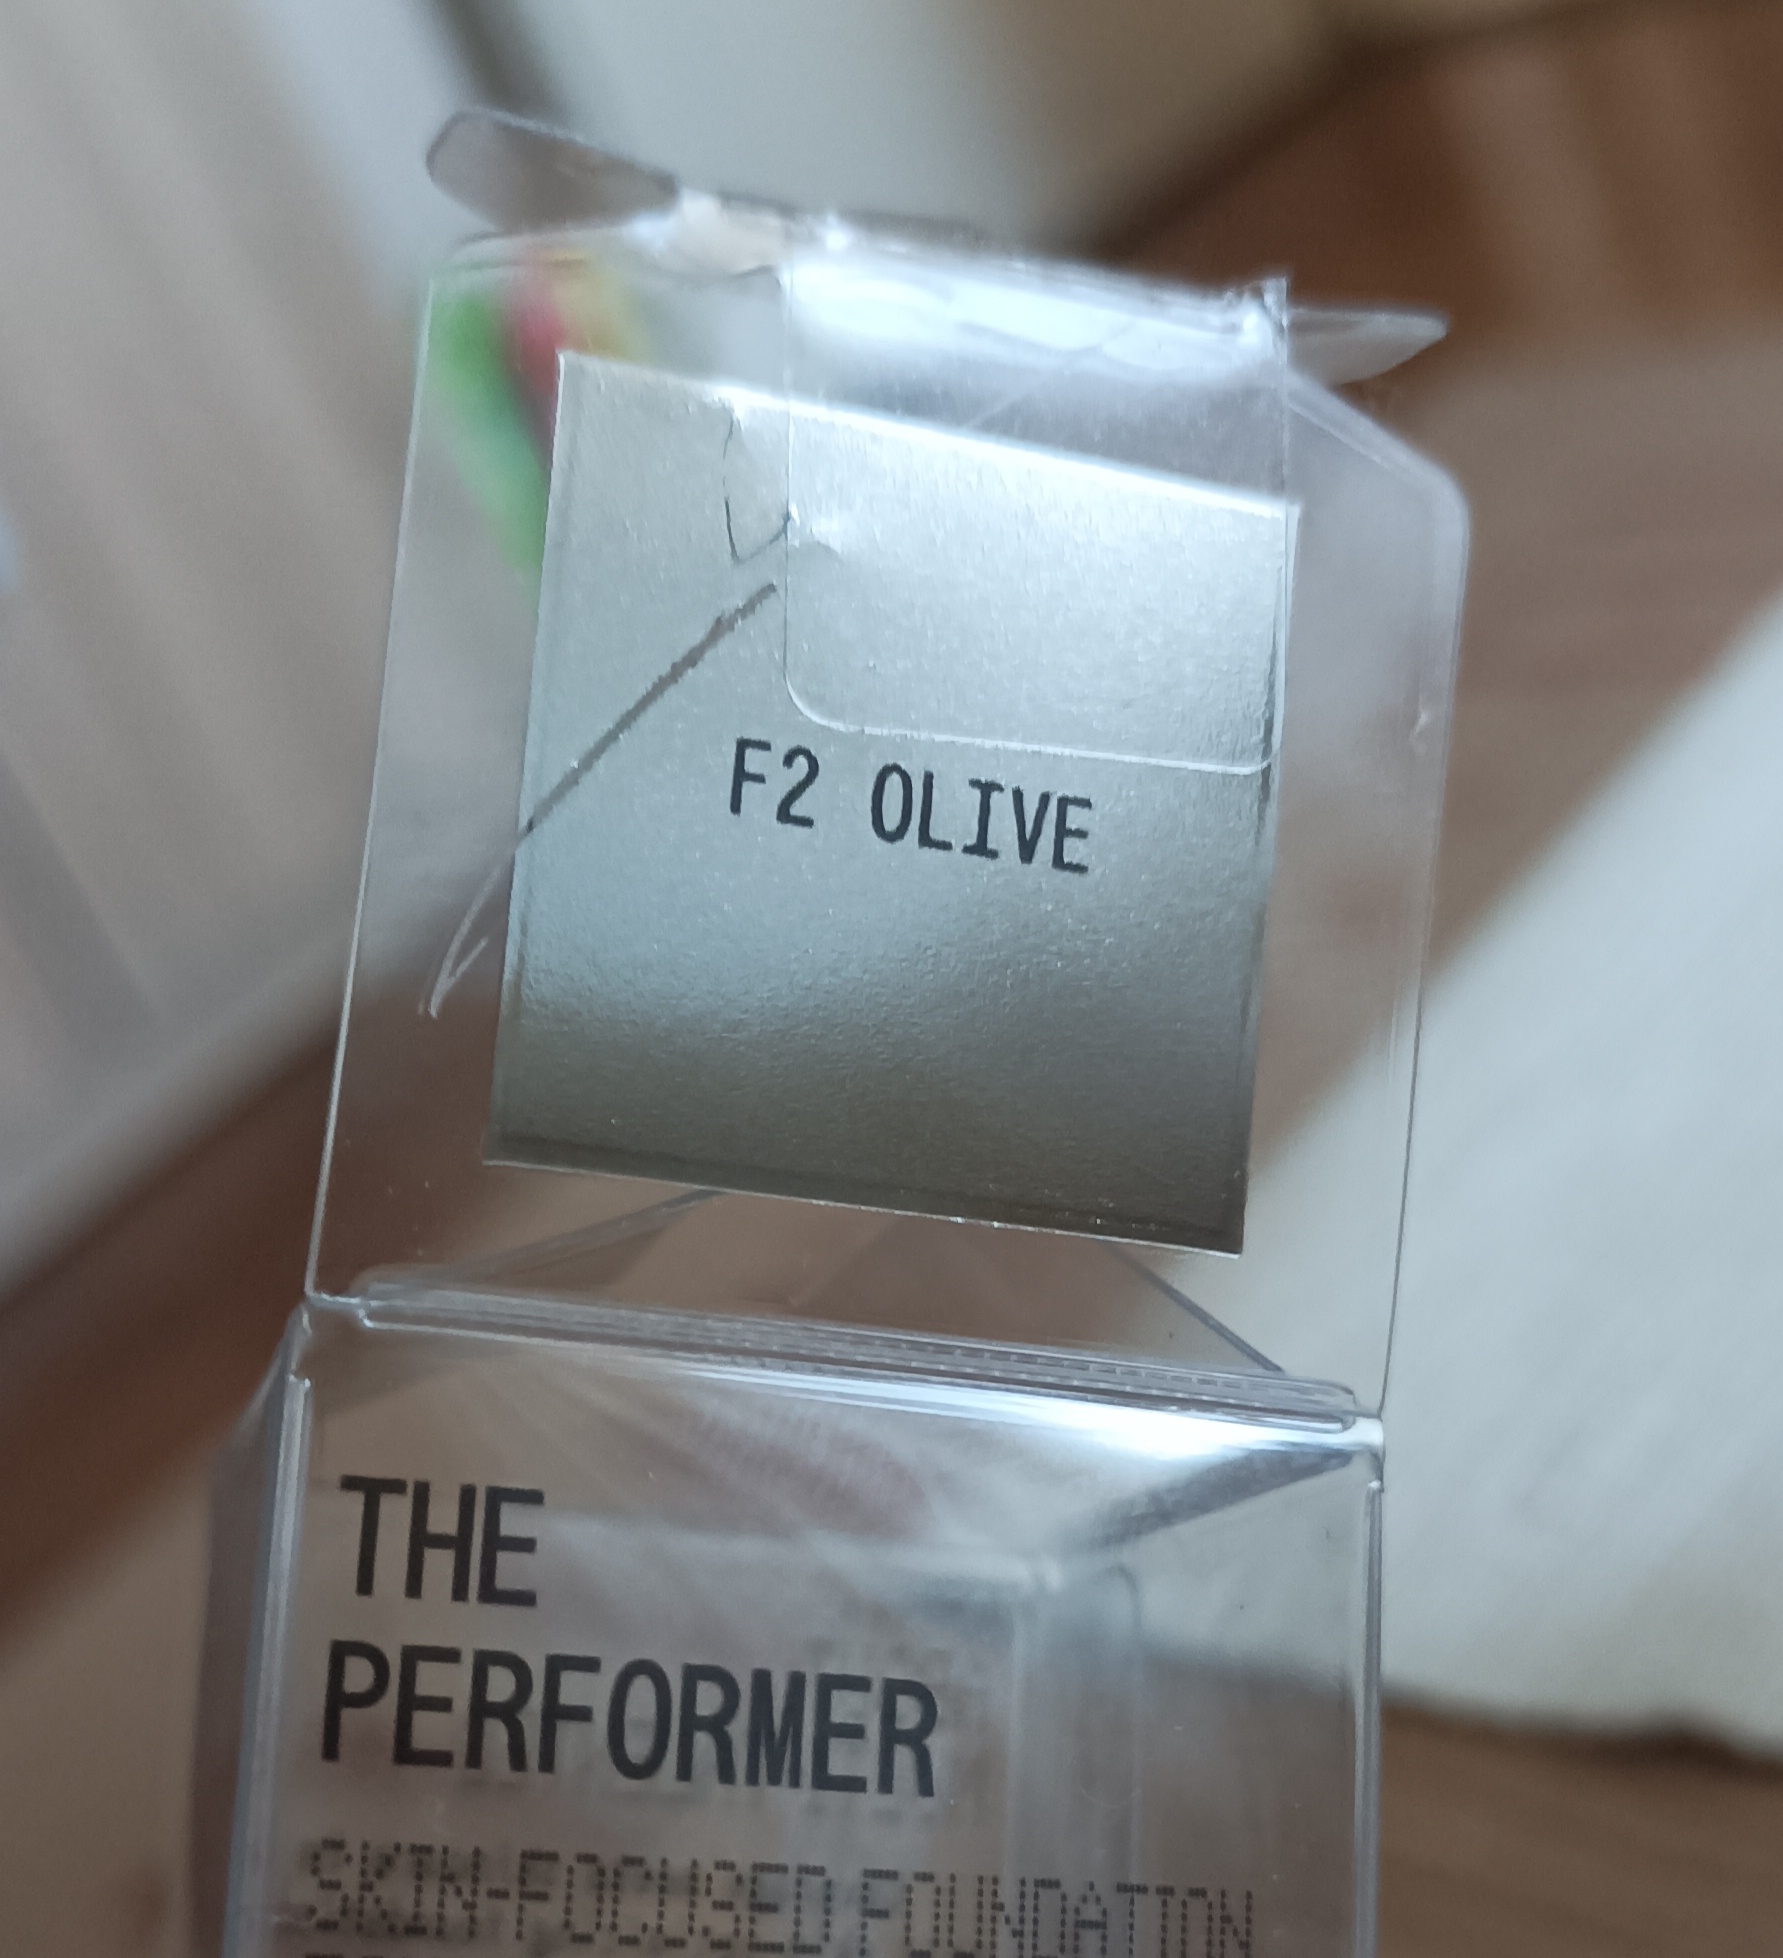 F2 OLIVE
THE
PERFORMER
SKIN-FOCUSED FOUNDATION